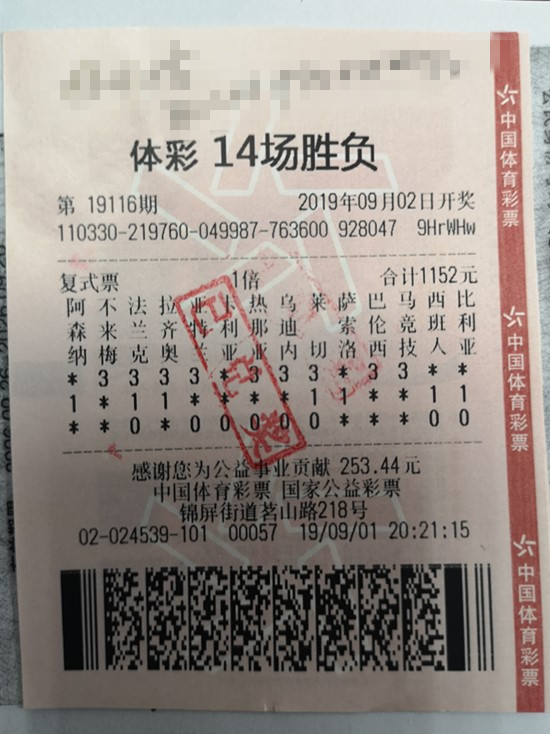 体彩 14场胜负
第 19116期 2019年09月02日开奖
110330-219760-049987-763600 928047 9HrWHw
复式票 1倍 合计1152元
阿 不 法 拉 亚 卡 热 乌 莱 萨 巴 马 西 比
森 来 兰 齐 特 利 那 迪 索 伦 竞 班 利
纳 梅 克 奥 兰 亚 亚 内 切 洛 西 技 人 亚
* 3 3 3 3 * 3 3 3 * 3 3 * *
1 * 1 1 * * * * 1 1 * * 1 1
* * 0 * 0 0 0 0 0 * * * 0 0
已兑奖
感谢您为公益事业贡献 253.44元
中国体育彩票 国家公益彩票
锦屏街道茗山路218号
02-024539-101 00057 19/09/01 20:21:15
中国体育彩票
中国体育彩票
中国体育彩票